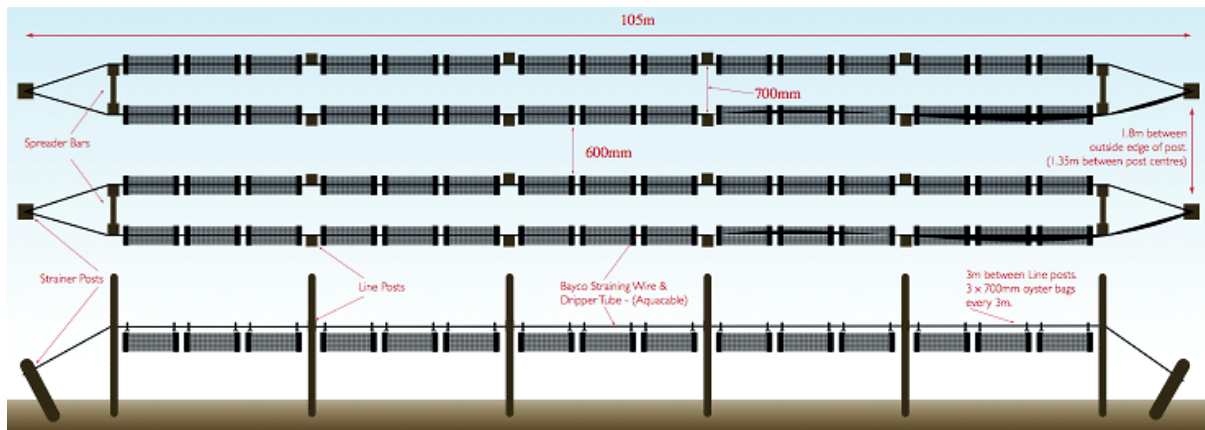 105m
700mm
1.8m between
outside edge of post.
(1.35m between post centres)
Spreader Bars
600mm
Strainer Posts
Line Posts
Bayco Straining Wire &
Dripper Tube - (Aquacable)
3m between Line posts.
3 x 700mm oyster bags
every 3m.